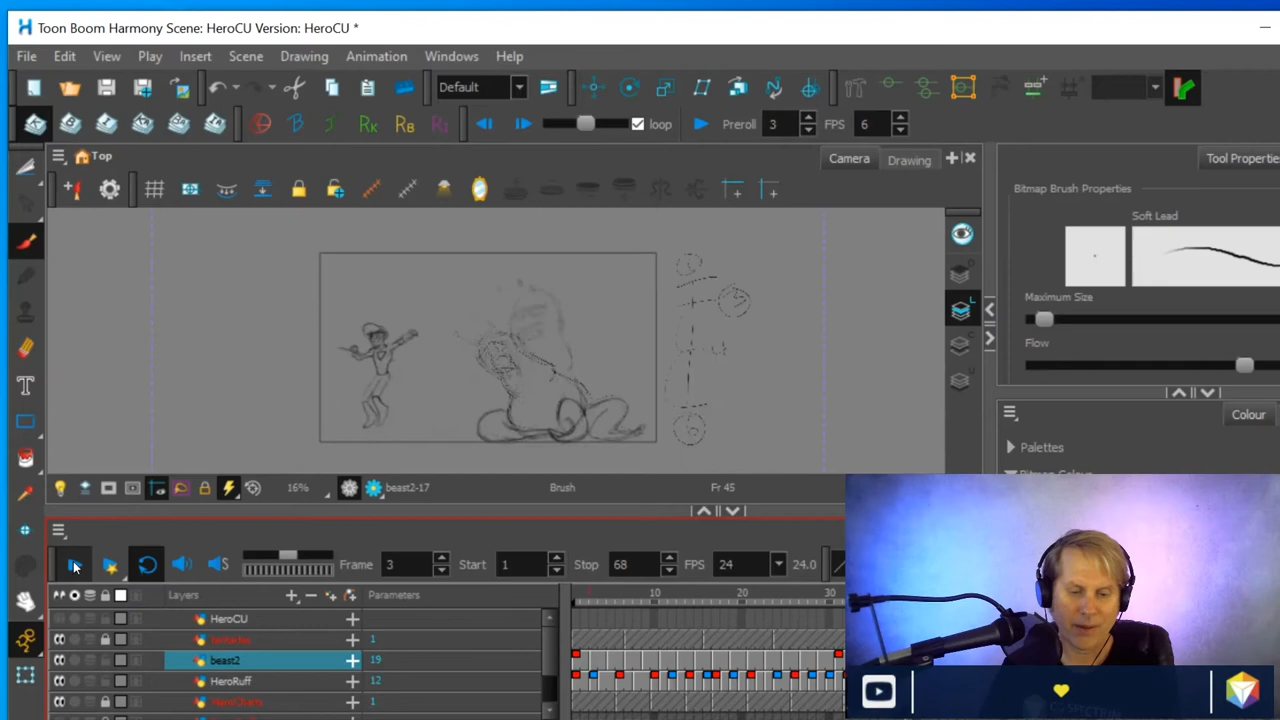 Toon Boom Harmony Scene: HeroCU Version: HeroCU *
File Edit View Play Insert Scene Drawing Animation Windows Help
Default
RK RB
loop Preroll 3 FPS 6
Top Camera Drawing Tool Propertie
Bitmap Brush Properties
Soft Lead
Maximum Size
Flow
16% beast2-17 Brush Fr 45
Colour
Palettes
Frame 3 Start 1 Stop 68 FPS 24 24.0
Layers Parameters 10 20 30
HeroCU
1
beast2 19
HeroRuff 12
1